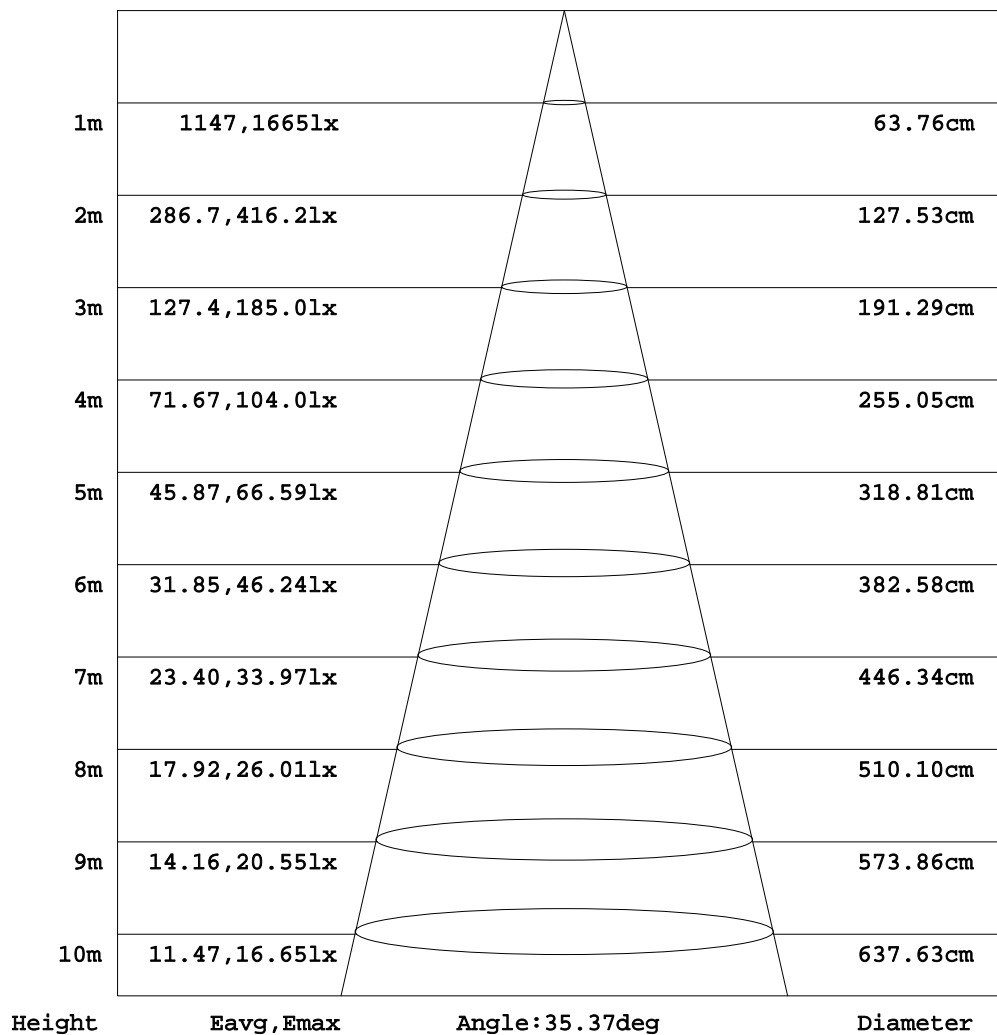 1m 1147,1665lx 63.76cm
2m 286.7,416.2lx 127.53cm
3m 127.4,185.0lx 191.29cm
4m 71.67,104.0lx 255.05cm
5m 45.87,66.59lx 318.81cm
6m 31.85,46.24lx 382.58cm
7m 23.40,33.97lx 446.34cm
8m 17.92,26.01lx 510.10cm
9m 14.16,20.55lx 573.86cm
10m 11.47,16.65lx 637.63cm
Height Eavg,Emax Angle:35.37deg Diameter